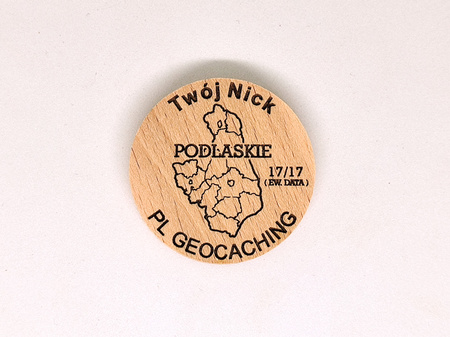 Twój Nick
PODLASKIE
17/17
(EW. DATA)
PL GEOCACHING